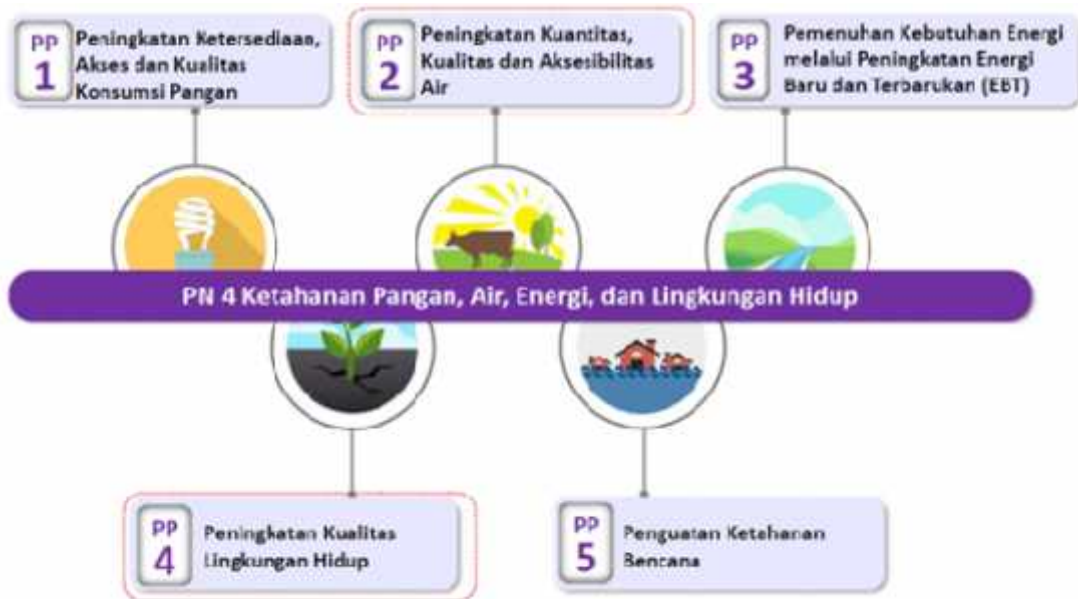 PP
1
Peningkatan Ketersediaan,
Akses dan Kualitas
Konsumsi Pangan
PP
2
Peningkatan Kuantitas,
Kualitas dan Aksesibilitas
Air
PP
3
Pemenuhan Kebutuhan Energi
melalui Peningkatan Energi
Baru dan Terbarukan (EBT)
PN 4 Ketahanan Pangan, Air, Energi, dan Lingkungan Hidup
PP
4
Peningkatan Kualitas
Lingkungan Hidup
PP
5
Penguatan Ketahanan
Bencana